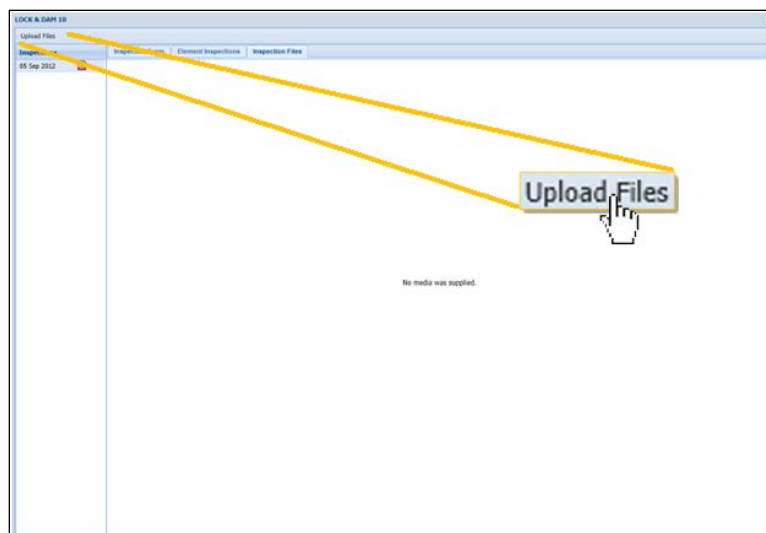 LOCK & DAM 10
Upload Files
Inspection Files
Element Inspections
05 Sep 2012
Upload Files
No media was supplied.